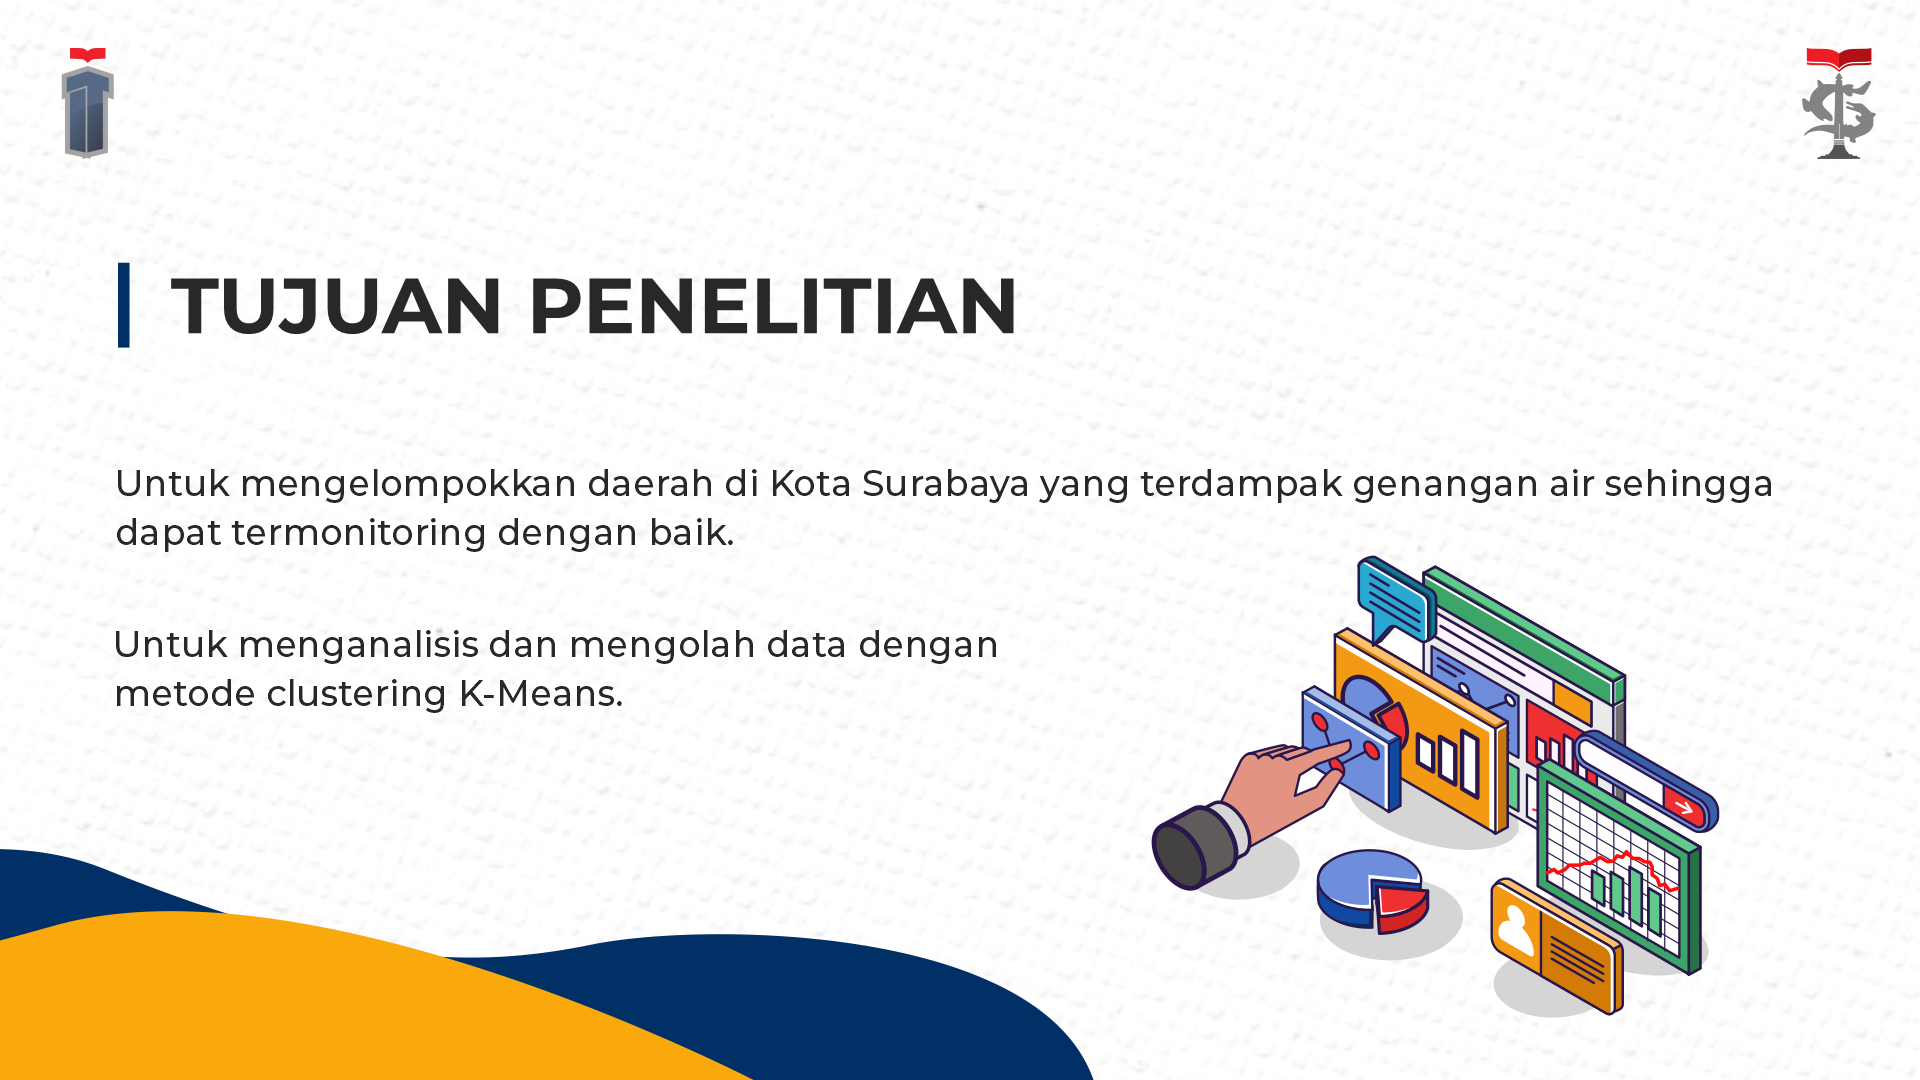 TUJUAN PENELITIAN
Untuk mengelompokkan daerah di Kota Surabaya yang terdampak genangan air sehingga
dapat termonitoring dengan baik.
Untuk menganalisis dan mengolah data dengan
metode clustering K-Means.